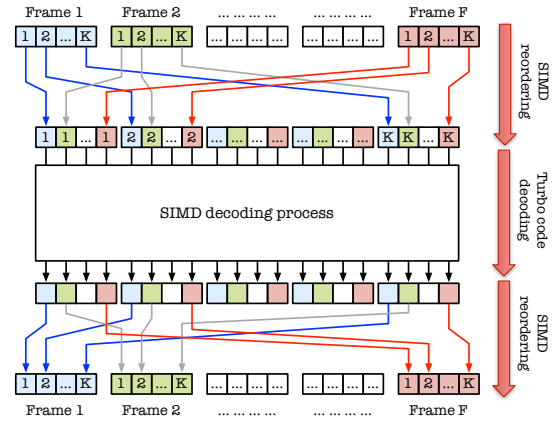 Frame 1 Frame 2 ... ... ... ... Frame F
1 2 ... K 1 2 ... K ... ... ... ... ... ... ... ... 1 2 ... K
SIMD reordering
1 1 ... 1 2 2 ... 2 ... ... ... ... ... ... ... ... K K ... K
Turbo code decoding
SIMD decoding process
SIMD reordering
1 2 ... K 1 2 ... K ... ... ... ... ... ... ... ... 1 2 ... K
Frame 1 Frame 2 ... ... ... ... ... ... ... ... Frame F